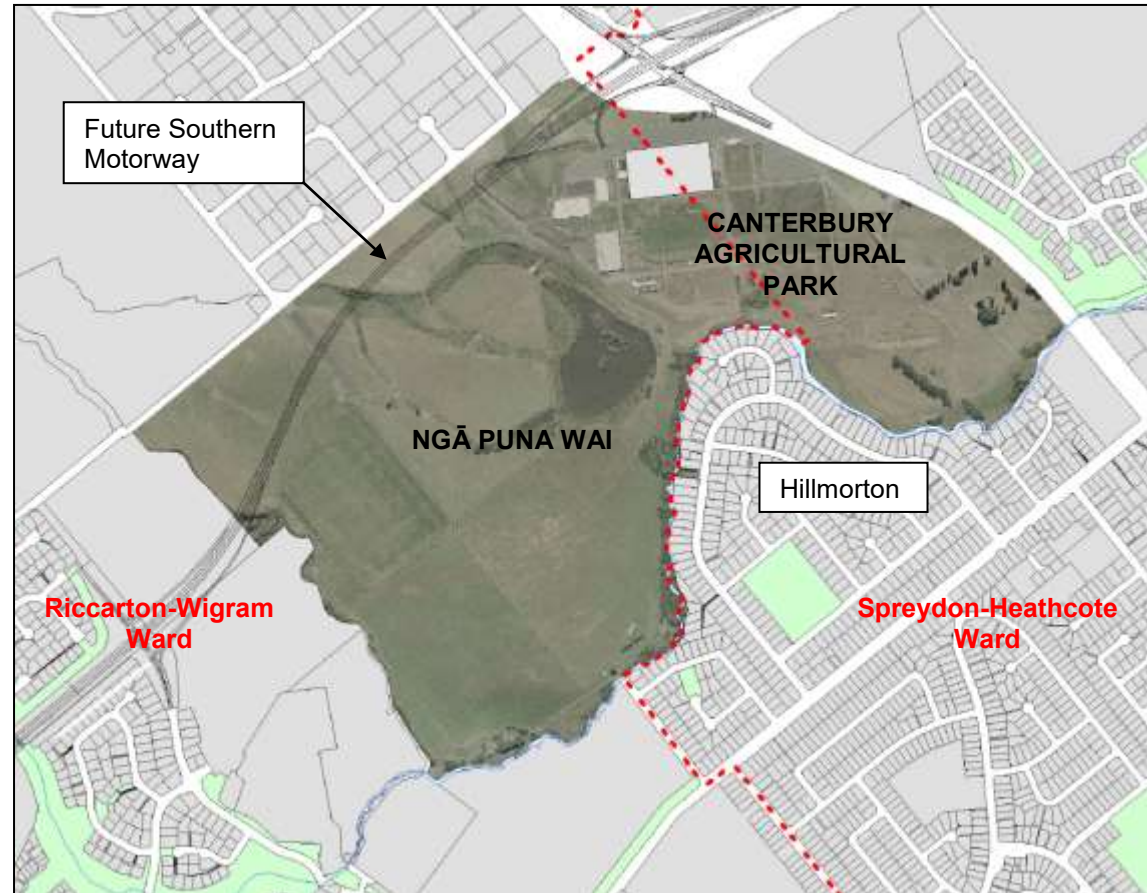 Future Southern
Motorway
CANTERBURY
AGRICULTURAL
PARK
NGĀ PUNA WAI
Hillmorton
Riccarton-Wigram
Ward
Spreydon-Heathcote
Ward